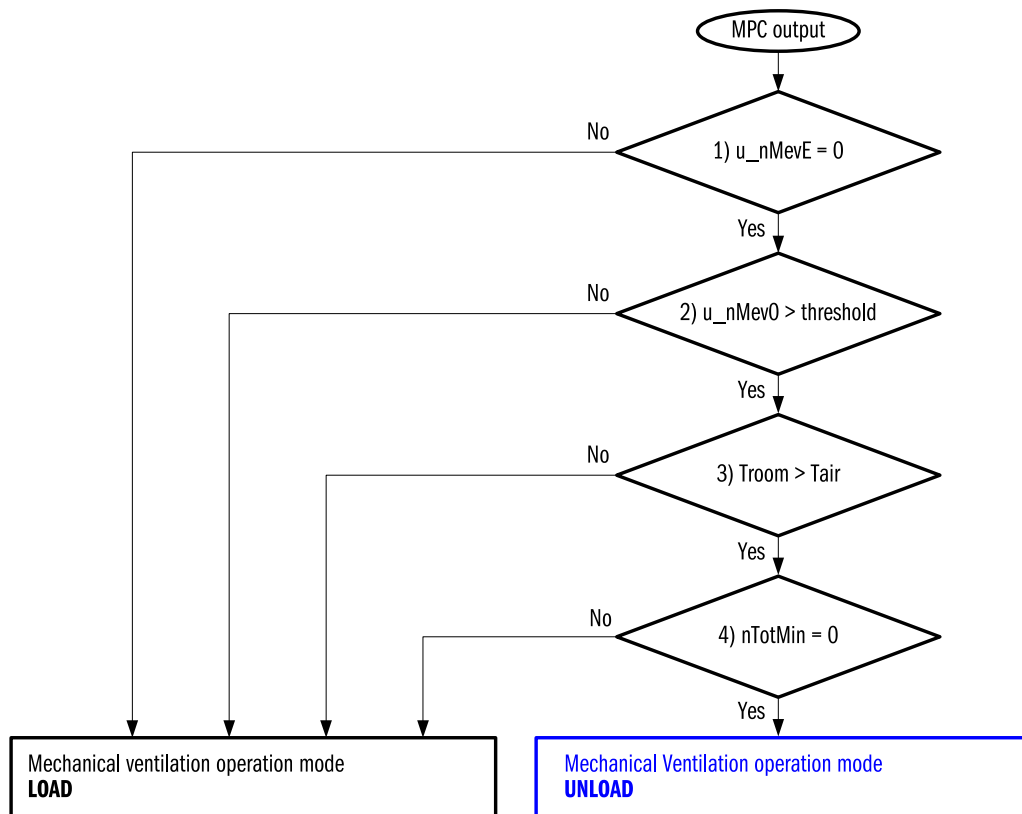 MPC output
No
1) u_nMevE = 0
Yes
No
2) u_nMevO > threshold
Yes
No
3) Troom > Tair
Yes
No
4) nTotMin = 0
Yes
Mechanical ventilation operation mode
LOAD
Mechanical Ventilation operation mode
UNLOAD